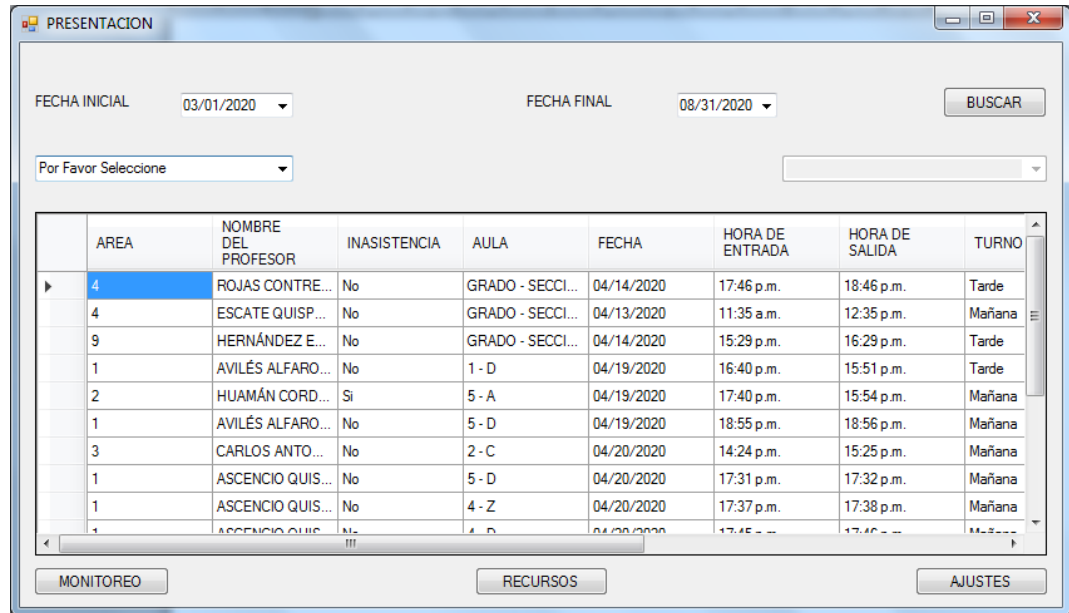 PRESENTACION
FECHA INICIAL 03/01/2020 FECHA FINAL 08/31/2020 BUSCAR
Por Favor Seleccione
AREA NOMBRE DEL PROFESOR INASISTENCIA AULA FECHA HORA DE ENTRADA HORA DE SALIDA TURNO
4 ROJAS CONTRE... No GRADO - SECCI... 04/14/2020 17:46 p.m. 18:46 p.m. Tarde
4 ESCATE QUISP... No GRADO - SECCI... 04/13/2020 11:35 a.m. 12:35 p.m. Mañana
9 HERNÁNDEZ E... No GRADO - SECCI... 04/14/2020 15:29 p.m. 16:29 p.m. Tarde
1 AVILÉS ALFARO... No 1 - D 04/19/2020 16:40 p.m. 15:51 p.m. Tarde
2 HUAMÁN CORD... Si 5 - A 04/19/2020 17:40 p.m. 15:54 p.m. Mañana
1 AVILÉS ALFARO... No 5 - D 04/19/2020 18:55 p.m. 18:56 p.m. Mañana
3 CARLOS ANTO... No 2 - C 04/20/2020 14:24 p.m. 15:25 p.m. Mañana
1 ASCENCIO QUIS... No 5 - D 04/20/2020 17:31 p.m. 17:32 p.m. Mañana
1 ASCENCIO QUIS... No 4 - Z 04/20/2020 17:37 p.m. 17:38 p.m. Mañana
MONITOREO RECURSOS AJUSTES